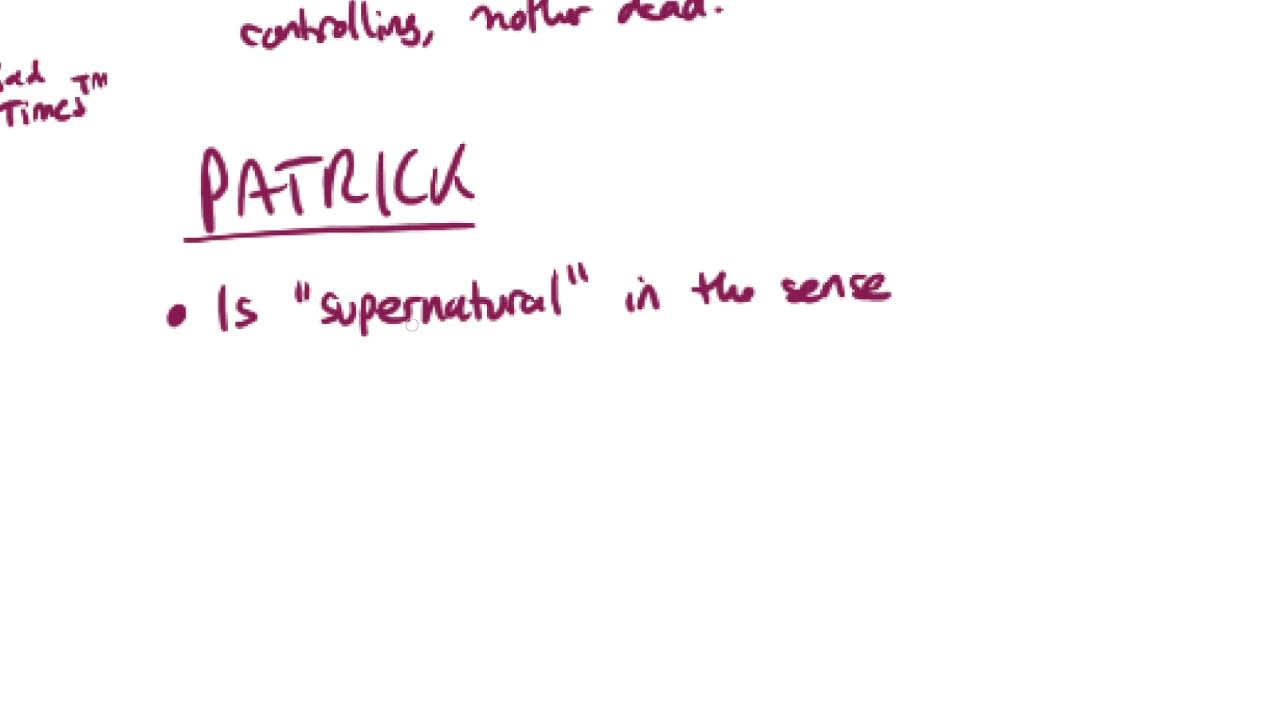 controlling, mother dead.
Times™
PATRICK
• Is "supernatural" in the sense